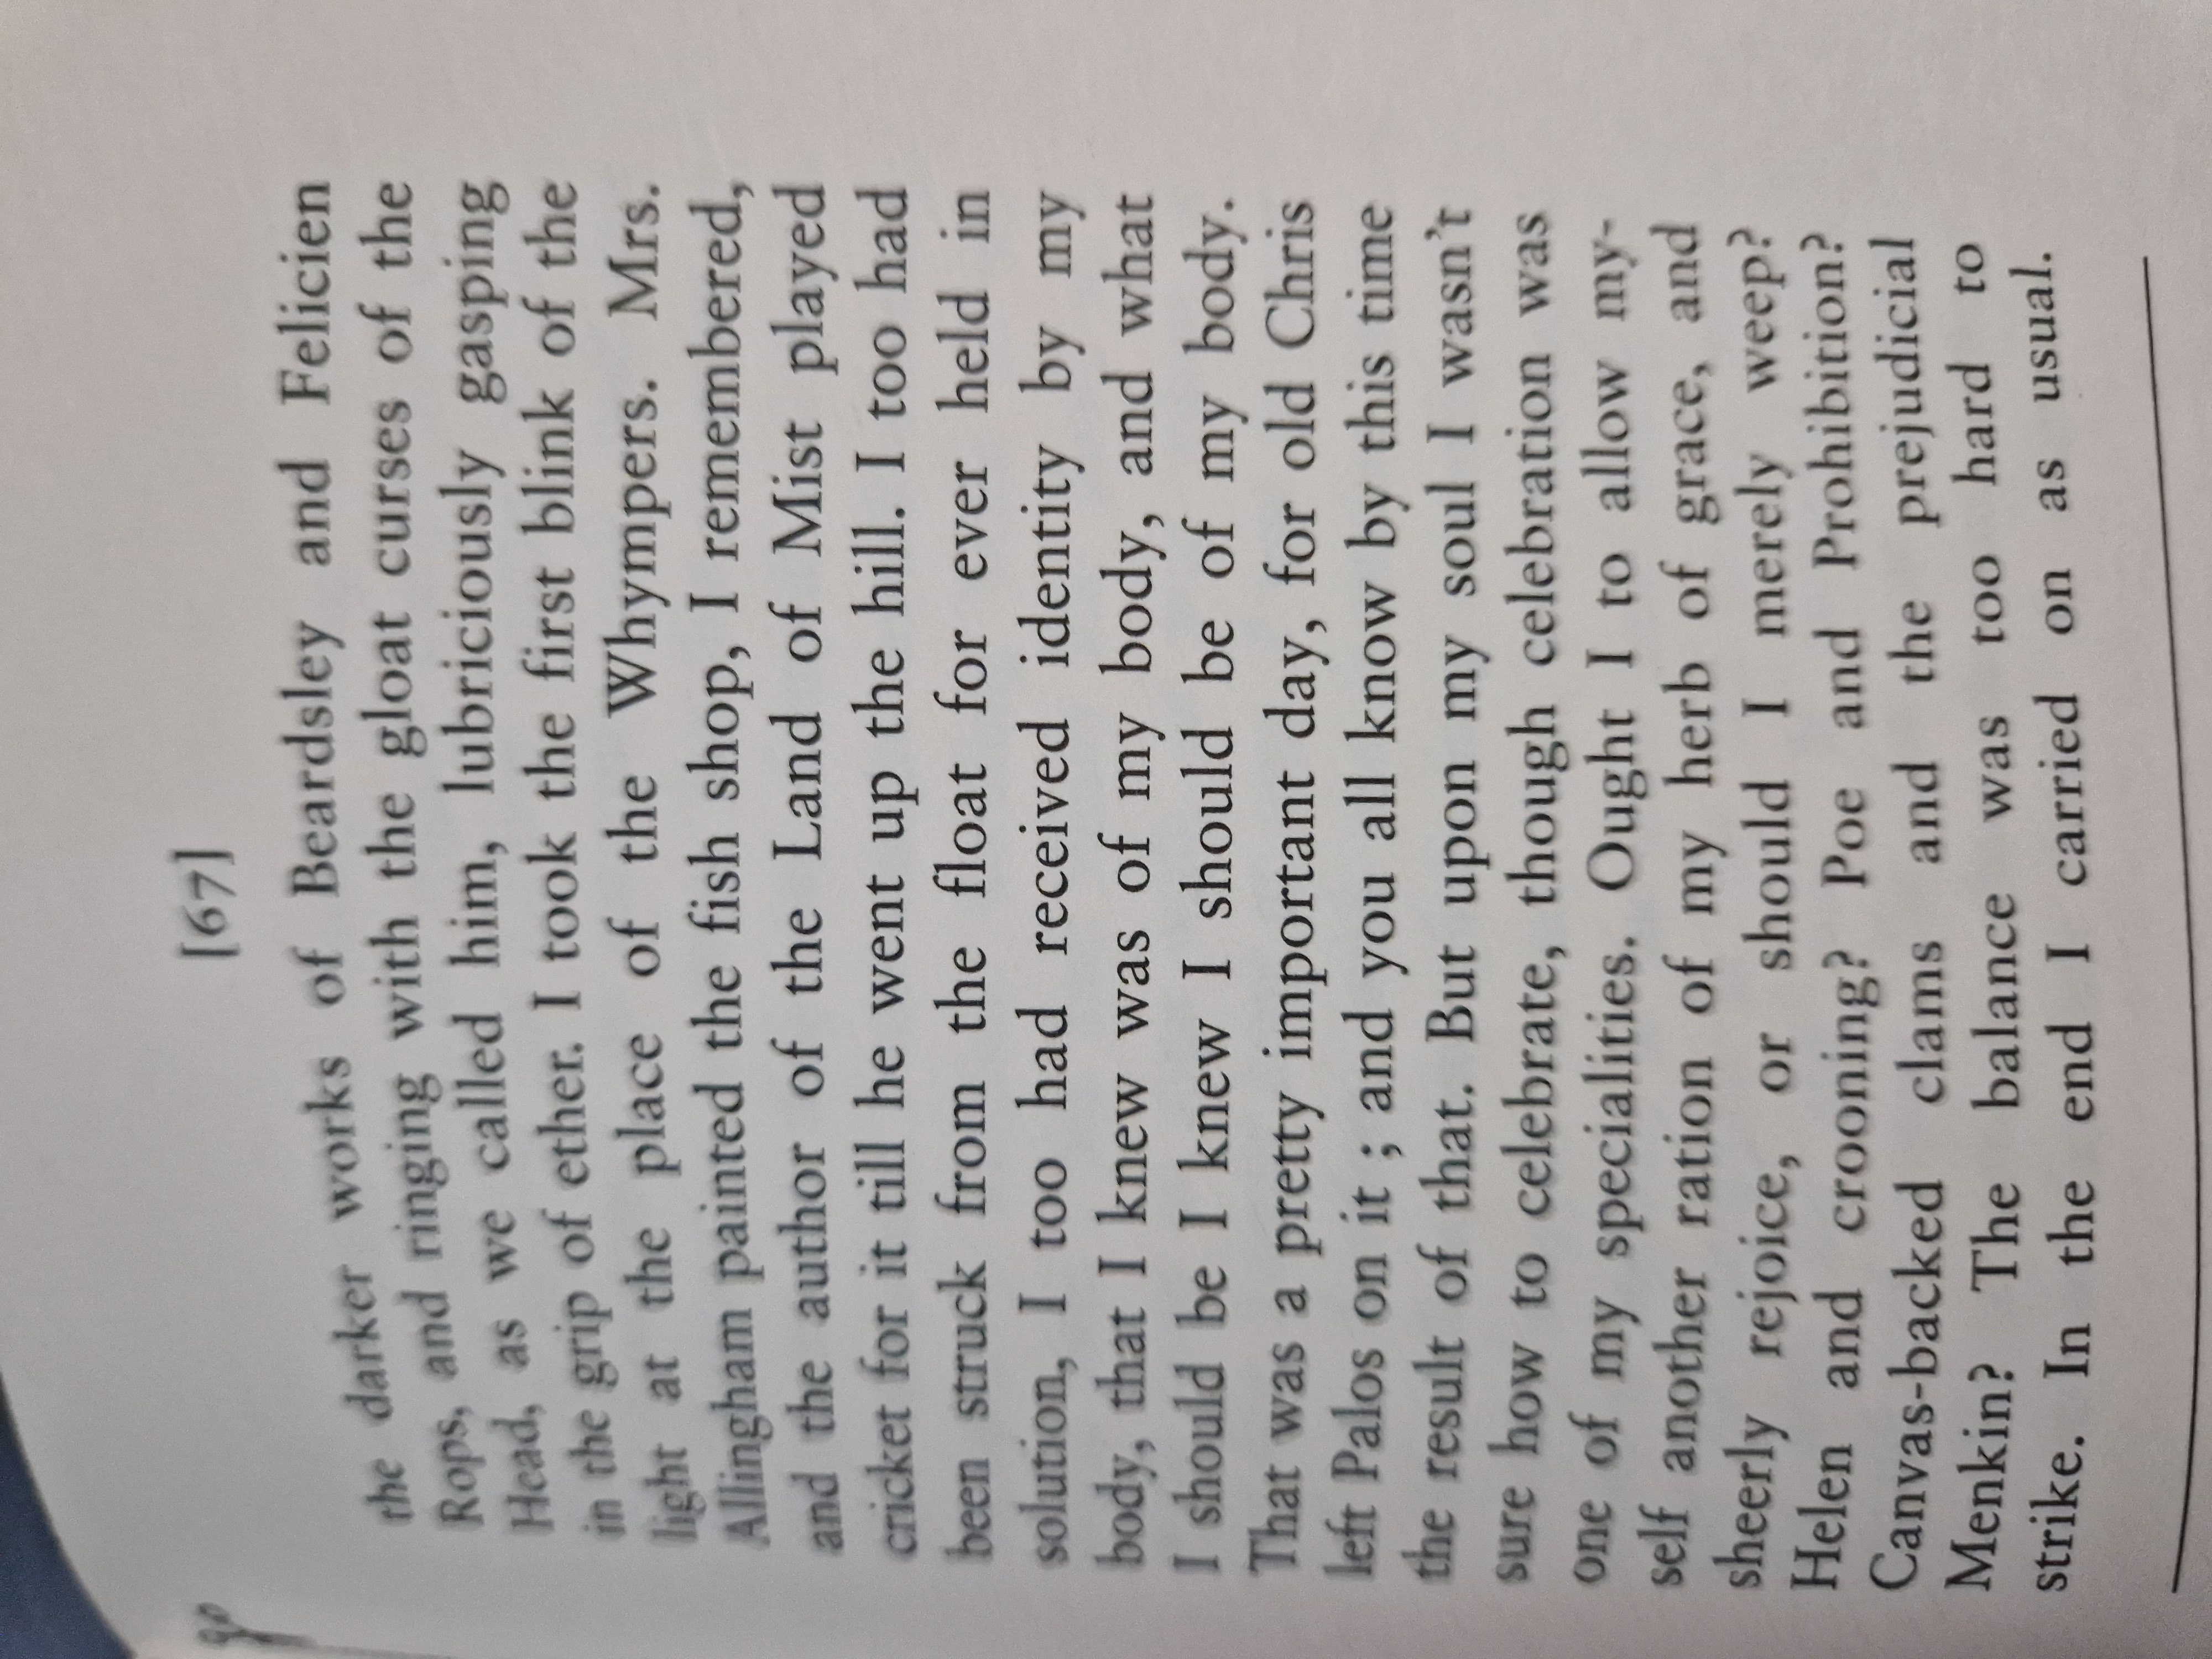 [67]
the darker works of Beardsley and Felicien
Rops, and ringing with the gloat curses of the
Head, as we called him, lubriciously gasping
in the grip of ether. I took the first blink of the
light at the place of the Whympers. Mrs.
Allingham painted the fish shop, I remembered,
and the author of the Land of Mist played
cricket for it till he went up the hill. I too had
been struck from the float for ever held in
solution, I too had received identity by my
body, that I knew was of my body, and what
I should be I knew I should be of my body.
That was a pretty important day, for old Chris
left Palos on it ; and you all know by this time
the result of that. But upon my soul I wasn't
sure how to celebrate, though celebration was
one of my specialities. Ought I to allow my-
self another ration of my herb of grace, and
sheerly rejoice, or should I merely weep?
Helen and crooning? Poe and Prohibition?
Canvas-backed clams and the prejudicial
Menkin? The balance was too hard to
strike. In the end I carried on as usual.